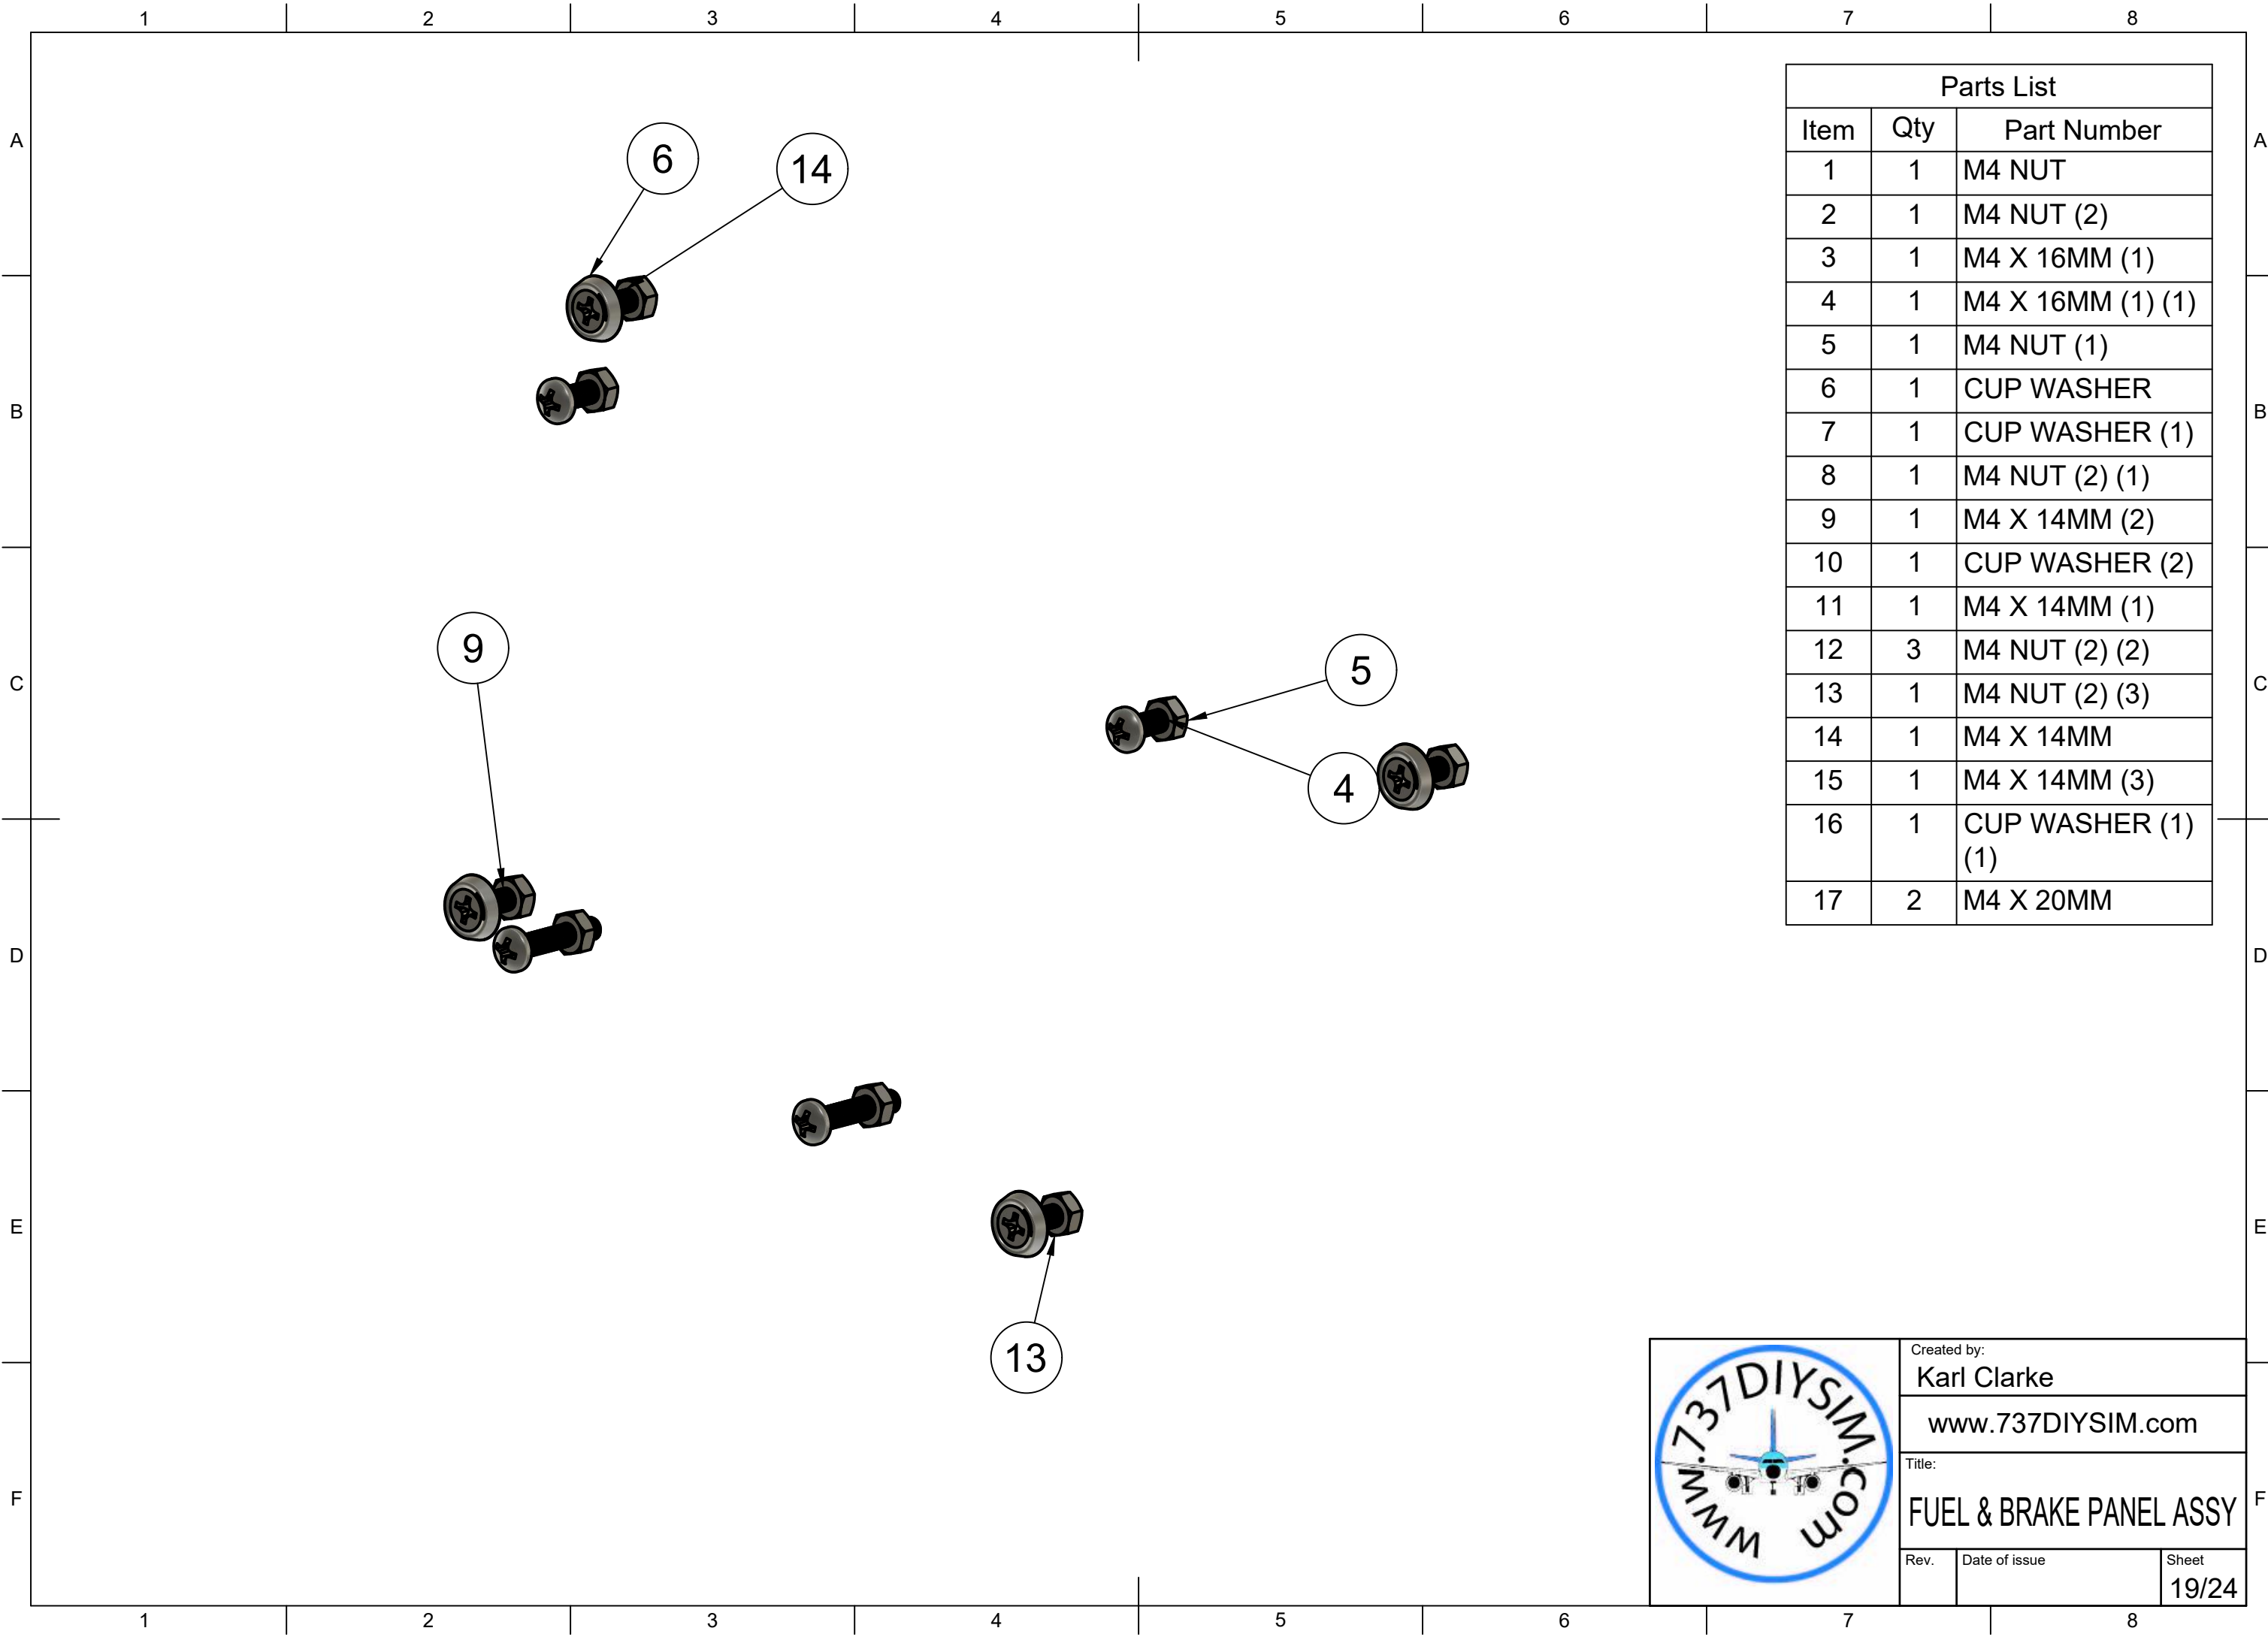 1 2 3 4 5 6 7 8
Parts List
Item Qty Part Number
1 1 M4 NUT
2 1 M4 NUT (2)
3 1 M4 X 16MM (1)
4 1 M4 X 16MM (1) (1)
5 1 M4 NUT (1)
6 1 CUP WASHER
7 1 CUP WASHER (1)
8 1 M4 NUT (2) (1)
9 1 M4 X 14MM (2)
10 1 CUP WASHER (2)
11 1 M4 X 14MM (1)
12 3 M4 NUT (2) (2)
13 1 M4 NUT (2) (3)
14 1 M4 X 14MM
15 1 M4 X 14MM (3)
16 1 CUP WASHER (1)
(1)
17 2 M4 X 20MM
A A
6 14
B B
9
C 5 C
4
D D
E E
13
F F
www.737DIYSIM.com
Created by:
Karl Clarke
www.737DIYSIM.com
Title:
FUEL & BRAKE PANEL ASSY
Rev. Date of issue Sheet
19/24
1 2 3 4 5 6 7 8